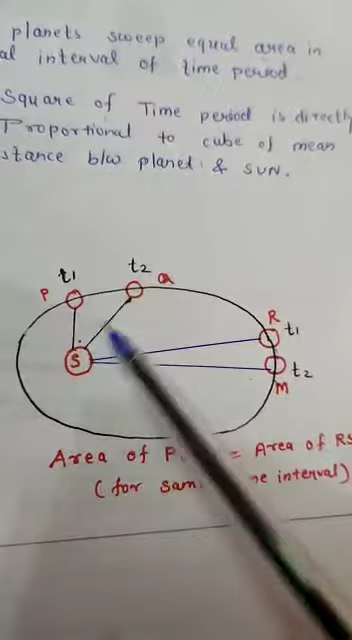 planets sweep equal area in
al interval of time period
Square of Time period is directly
Proportional to cube of mean
stance b/w planet & SUN.
t1
t2
P
Q
R
t1
S
t2
M
Area of P = Area of RS
(for sam ne interval)